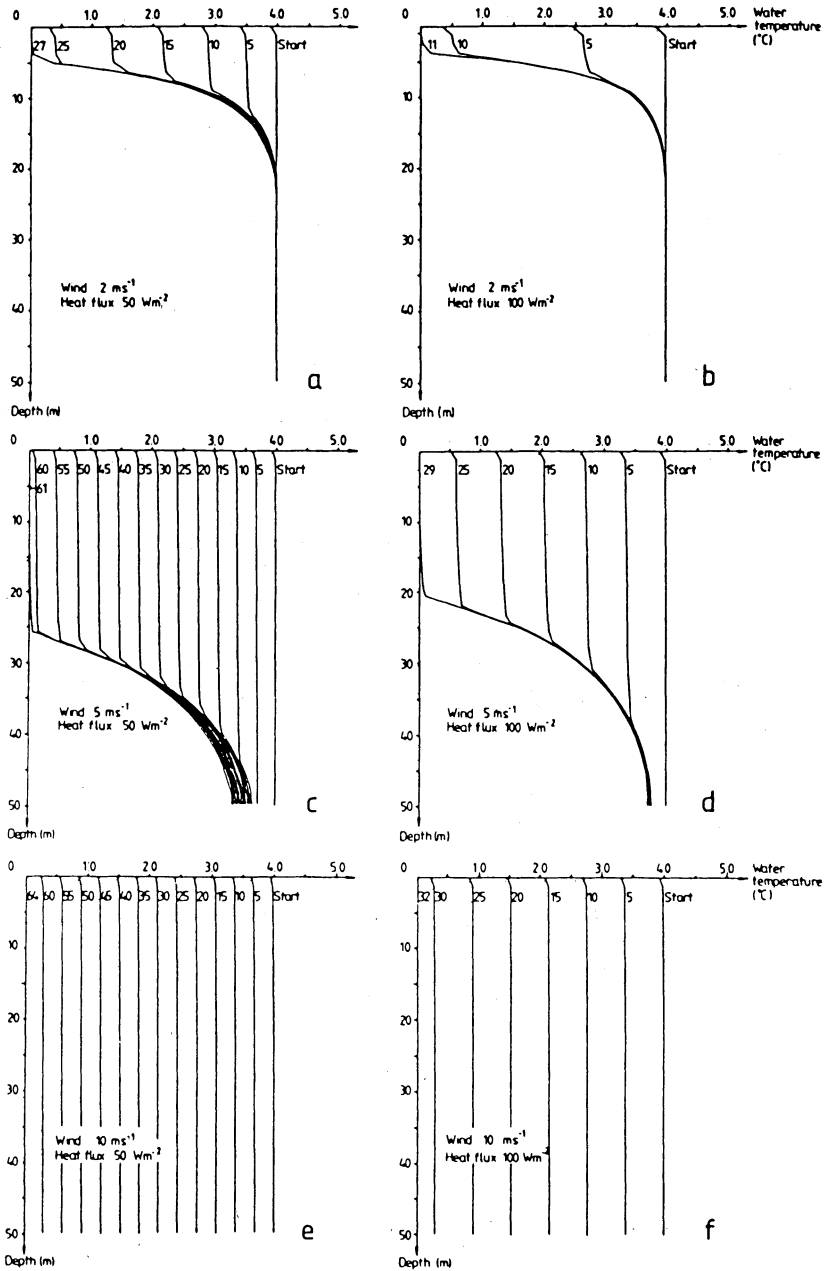 0 1.0 2.0 3.0 4.0 5.0 Water temperature (°C)
27 25 20 15 10 5 Start
10
20
30
40
50
Wind 2 ms-1
Heat flux 50 Wm-2
a
Depth (m)
0 1.0 2.0 3.0 4.0 5.0 Water
temperature
(°C)
11 10 5 Start
10
20
30
40
50
Wind 2 ms-1
Heat flux 100 Wm-2
b
Depth (m)
0 1.0 2.0 3.0 4.0 5.0
60 55 50 45 40 35 30 25 20 15 10 5 Start
61
10
20
30
40
50
Wind 5 ms-1
Heat flux 50 Wm-2
c
Depth (m)
0 1.0 2.0 3.0 4.0 5.0 Water
temperature
(°C)
29 25 20 15 10 5 Start
10
20
30
40
50
Wind 5 ms-1
Heat flux 100 Wm-2
d
Depth (m)
0 1.0 2.0 3.0 4.0 5.0
64 60 55 50 45 40 35 30 25 20 15 10 5 Start
10
20
30
40
50
Wind 10 ms-1
Heat flux 50 Wm-2
e
Depth (m)
0 1.0 2.0 3.0 4.0 5.0 Water
temperature
(°C)
32 30 25 20 15 10 5 Start
10
20
30
40
50
Wind 10 ms-1
Heat flux 100 Wm-2
f
Depth (m)